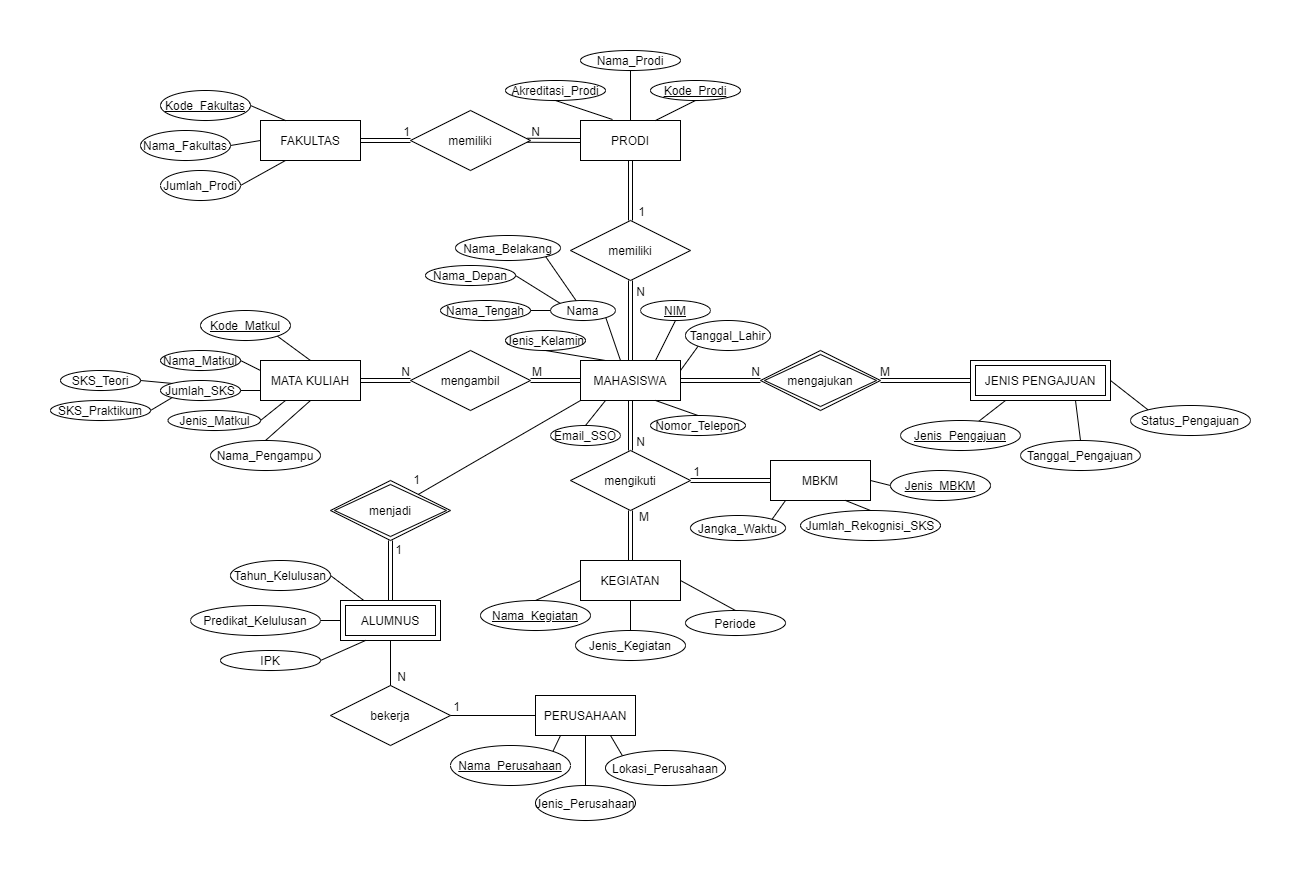 Nama_Prodi
Akreditasi_Prodi
Kode_Prodi
Kode_Fakultas
FAKULTAS
1
memiliki
N
PRODI
Nama_Fakultas
Jumlah_Prodi
1
memiliki
N
Nama_Belakang
Nama_Depan
Nama_Tengah
Nama
NIM
Tanggal_Lahir
Jenis_Kelamin
Kode_Matkul
Nama_Matkul
SKS_Teori
Jumlah_SKS
SKS_Praktikum
Jenis_Matkul
Nama_Pengampu
MATA KULIAH
N
mengambil
M
MAHASISWA
N
mengajukan
M
JENIS PENGAJUAN
Jenis_Pengajuan
Tanggal_Pengajuan
Status_Pengajuan
Email_SSO
Nomor_Telepon
N
mengikuti
1
MBKM
Jenis_MBKM
Jangka_Waktu
Jumlah_Rekognisi_SKS
M
KEGIATAN
Nama_Kegiatan
Jenis_Kegiatan
Periode
1
menjadi
1
Tahun_Kelulusan
Predikat_Kelulusan
IPK
ALUMNUS
N
bekerja
1
PERUSAHAAN
Nama_Perusahaan
Jenis_Perusahaan
Lokasi_Perusahaan